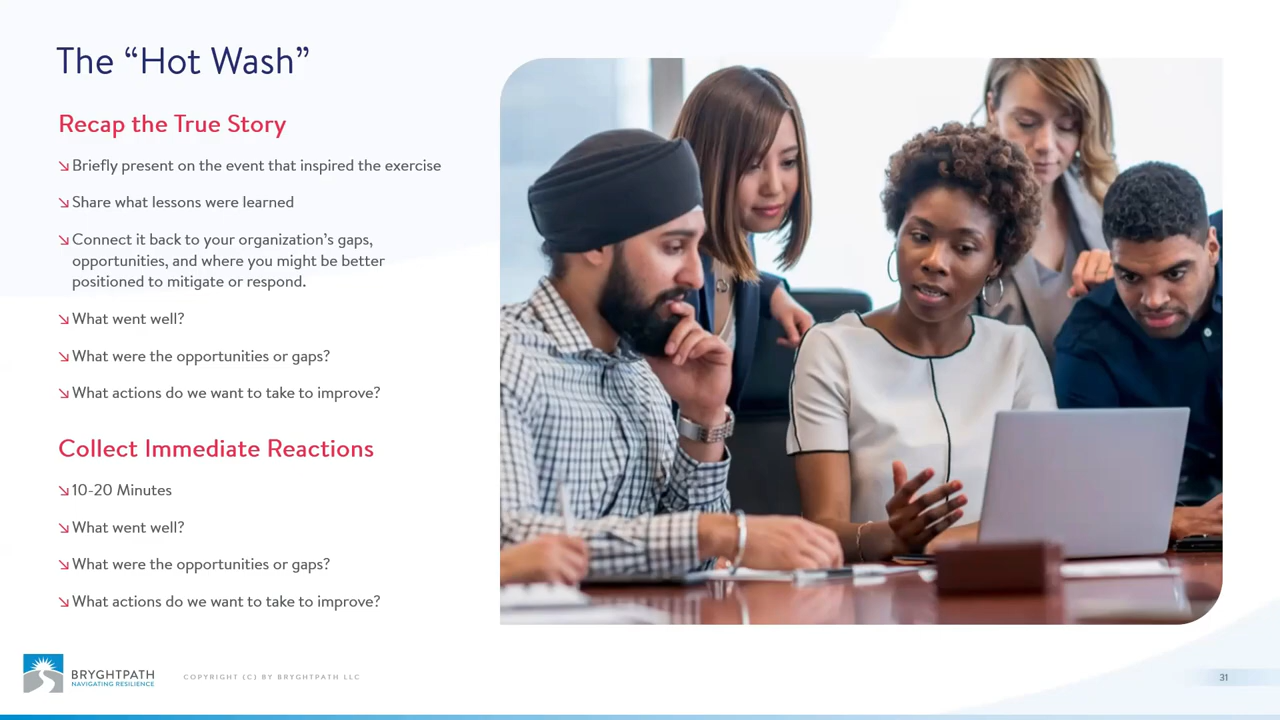 The “Hot Wash”
Recap the True Story
Briefly present on the event that inspired the exercise
Share what lessons were learned
Connect it back to your organization’s gaps,
opportunities, and where you might be better
positioned to mitigate or respond.
What went well?
What were the opportunities or gaps?
What actions do we want to take to improve?
Collect Immediate Reactions
10-20 Minutes
What went well?
What were the opportunities or gaps?
What actions do we want to take to improve?
BRYGHTPATH
NAVIGATING RESILIENCE
COPYRIGHT (C) BY BRYGHTPATH LLC
31